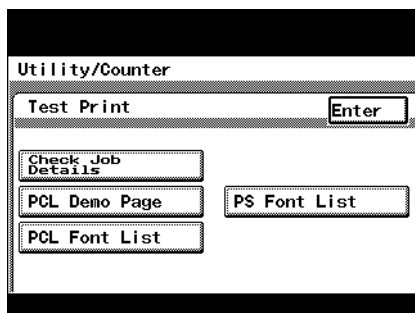 Utility/Counter
Test Print
Enter
Check Job
Details
PCL Demo Page
PS Font List
PCL Font List